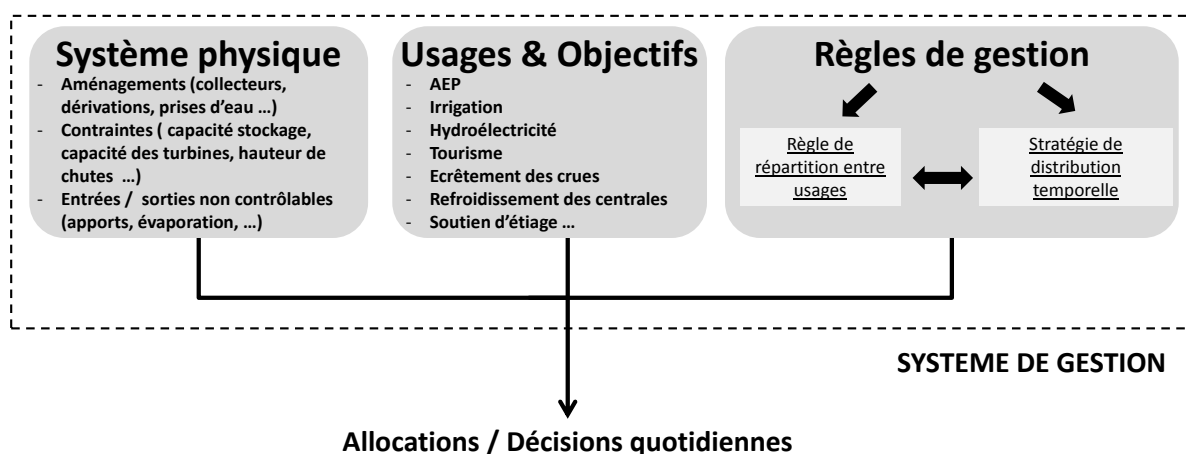 Système physique
- Aménagements (collecteurs,
dérivations, prises d'eau …)
- Contraintes ( capacité stockage,
capacité des turbines, hauteur de
chutes …)
- Entrées / sorties non contrôlables
(apports, évaporation, …)
Usages & Objectifs
- AEP
- Irrigation
- Hydroélectricité
- Tourisme
- Ecrêtement des crues
- Refroidissement des centrales
- Soutien d'étiage …
Règles de gestion
Règle de
répartition entre
usages
Stratégie de
distribution
temporelle
SYSTEME DE GESTION
Allocations / Décisions quotidiennes